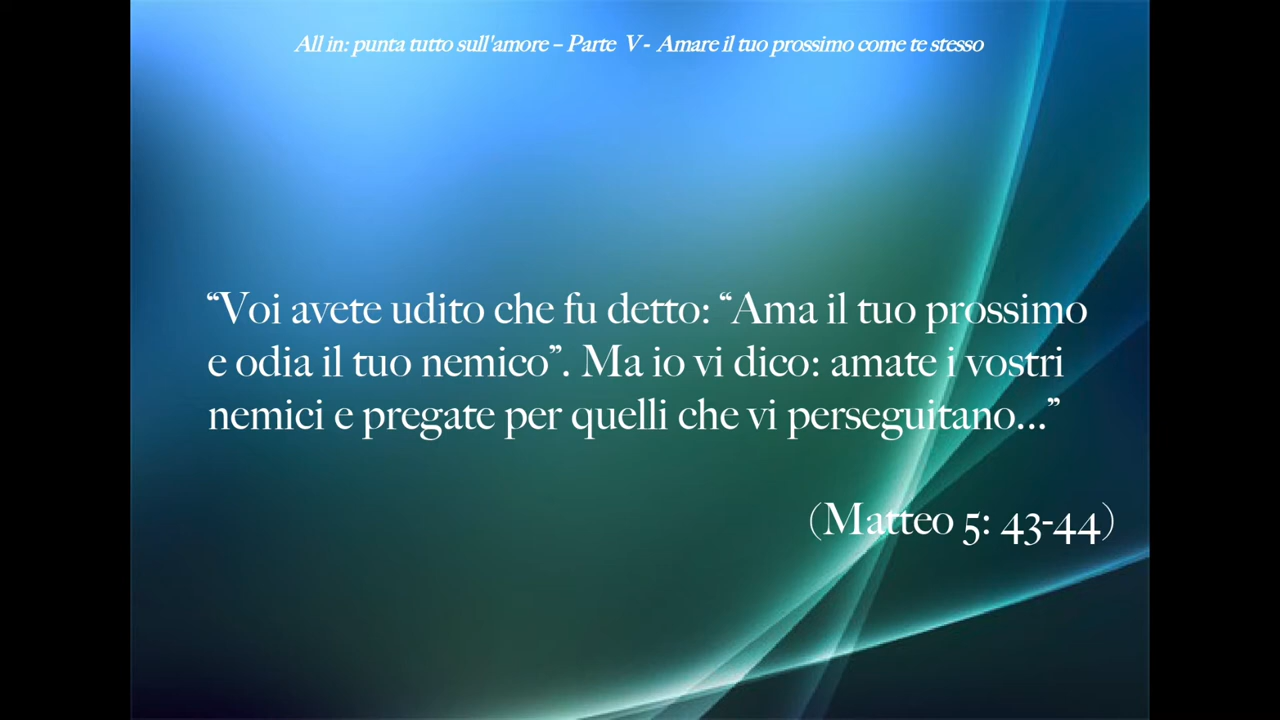 All in: punta tutto sull'amore – Parte V - Amare il tuo prossimo come te stesso
“Voi avete udito che fu detto: “Ama il tuo prossimo
e odia il tuo nemico”. Ma io vi dico: amate i vostri
nemici e pregate per quelli che vi perseguitano...”
(Matteo 5: 43-44)